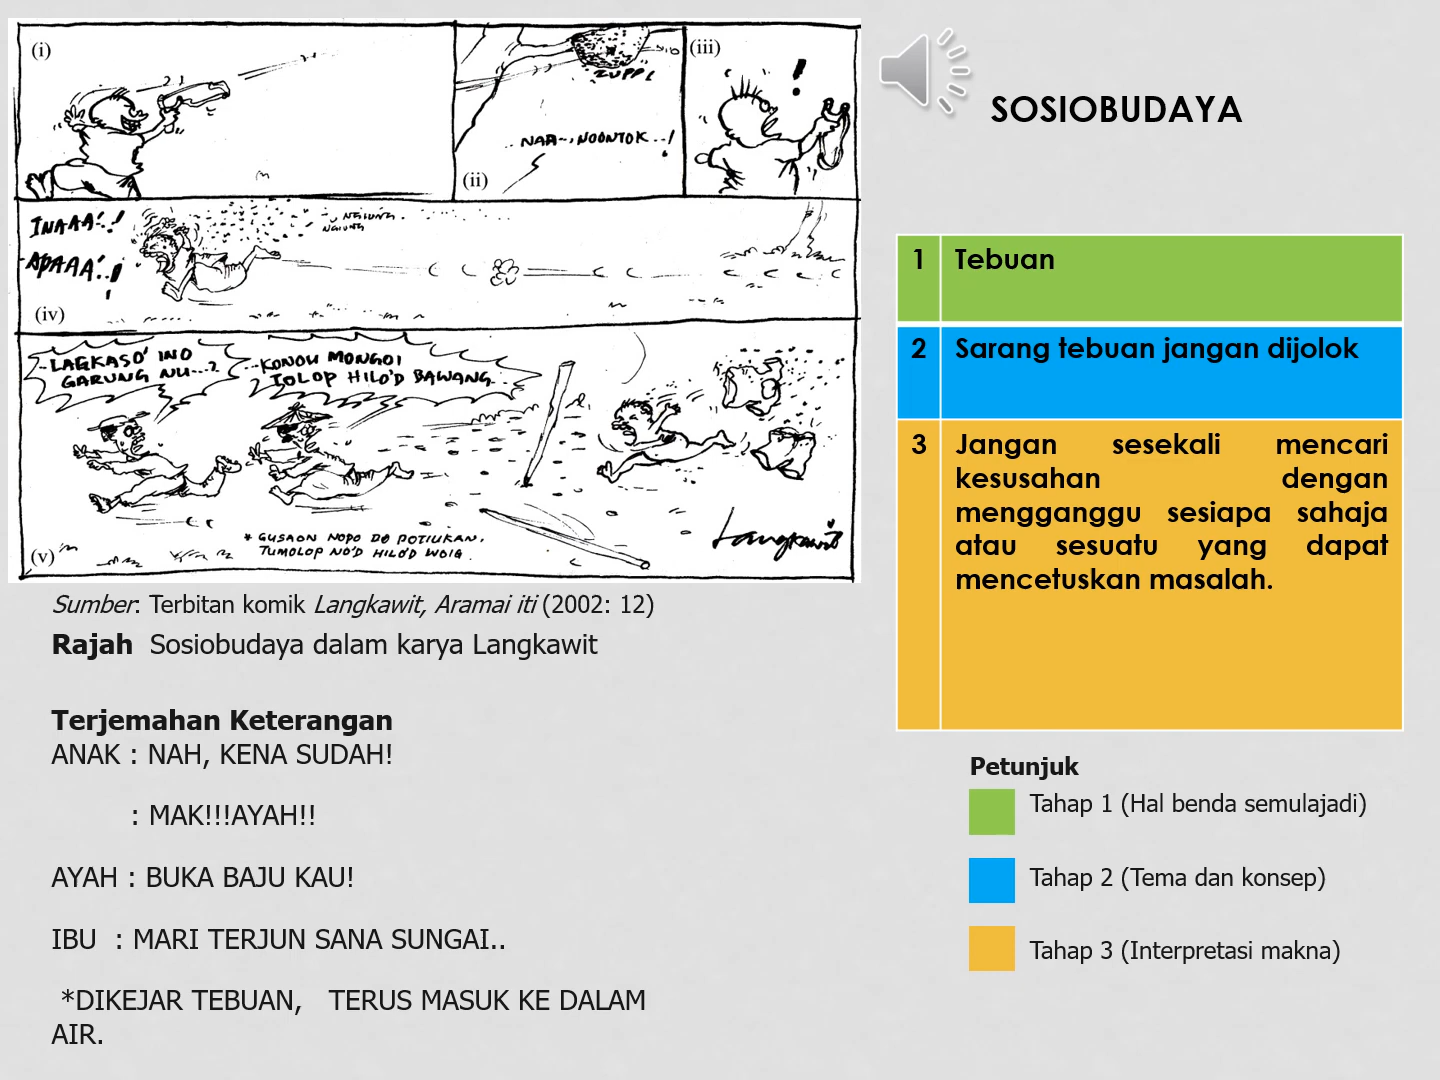 (i)
(ii)
ZUPP!
NAA..., NOONTOK...!
(iii)
!
INAAA!..!
APAAA!..!
NGIUNG.
NGIUNG
(iv)
LAGKASO' INO
GARUNG NU....?
KONOU MONGOI
TOLOP HILO'D BAWANG
* GUSAON NOPO DO POTIUKAN,
TUMOLOP NO'D HILO'D WOIG.
Langkawit
(v)
Sumber: Terbitan komik Langkawit, Aramai iti (2002: 12)
Rajah Sosiobudaya dalam karya Langkawit
Terjemahan Keterangan
ANAK : NAH, KENA SUDAH!
: MAK!!!AYAH!!
AYAH : BUKA BAJU KAU!
IBU : MARI TERJUN SANA SUNGAI..
*DIKEJAR TEBUAN, TERUS MASUK KE DALAM
AIR.
SOSIOBUDAYA
1 Tebuan
2 Sarang tebuan jangan dijolok
3 Jangan sesekali mencari
kesusahan dengan
mengganggu sesiapa sahaja
atau sesuatu yang dapat
mencetuskan masalah.
Petunjuk
Tahap 1 (Hal benda semulajadi)
Tahap 2 (Tema dan konsep)
Tahap 3 (Interpretasi makna)